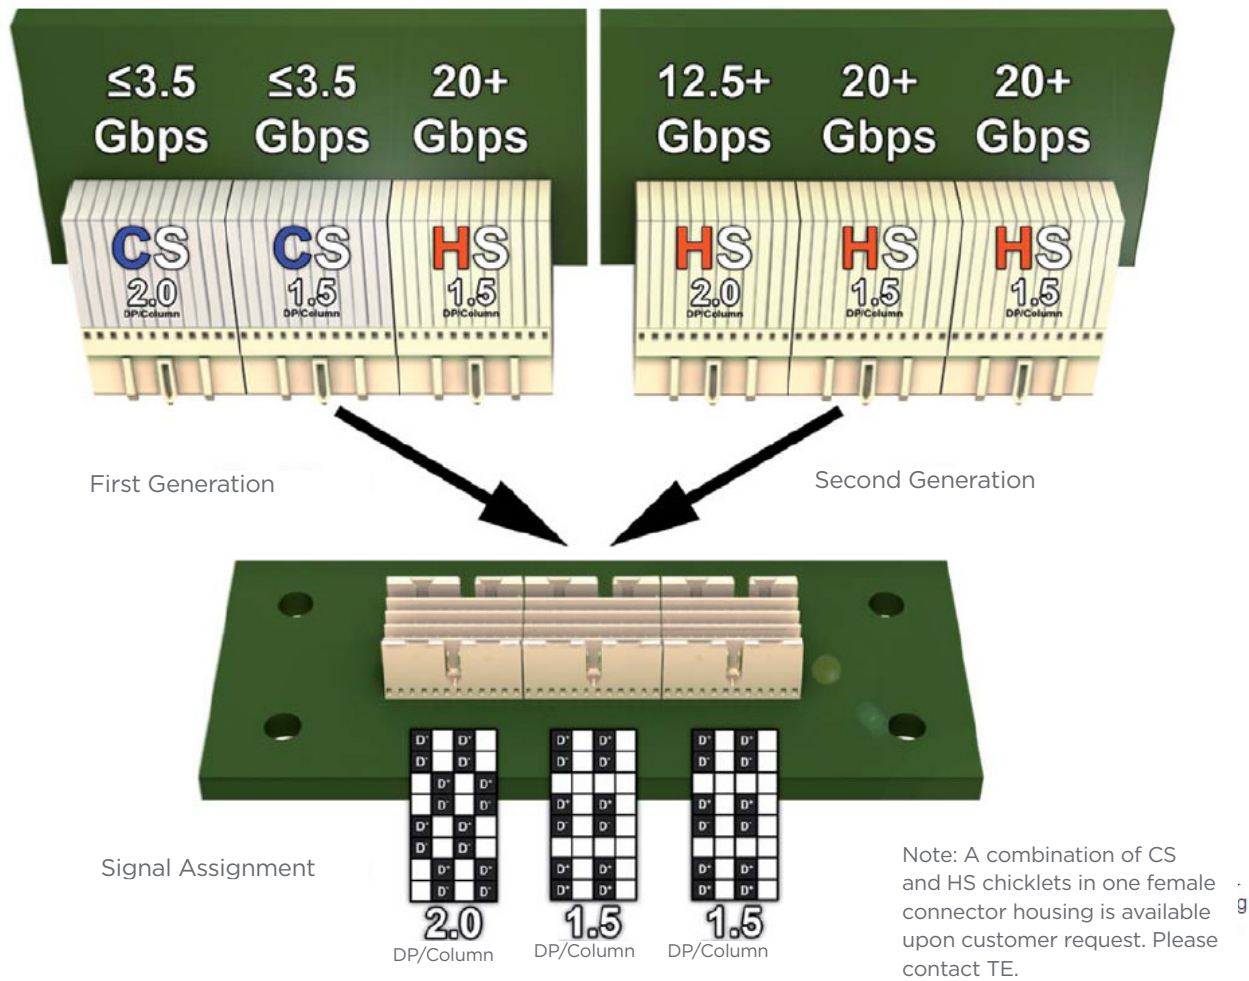 ≤3.5 ≤3.5 20+
Gbps Gbps Gbps
12.5+ 20+ 20+
Gbps Gbps Gbps
CS CS HS
2.0 1.5 1.5
DP/Column DP/Column DP/Column
HS HS HS
2.0 1.5 1.5
DP/Column DP/Column DP/Column
First Generation
Second Generation
D+ D+
D- D-
D+ D+
D- D-
D+ D+
D- D-
D+ D+
D- D-
2.0
DP/Column
D+ D+
D- D-
D+ D+
D- D-
D+ D+
D+ D+
1.5
DP/Column
D+ D+
D- D-
D+ D+
D- D-
D+ D+
D+ D+
1.5
DP/Column
Signal Assignment
Note: A combination of CS
and HS chicklets in one female
connector housing is available
upon customer request. Please
contact TE.
g